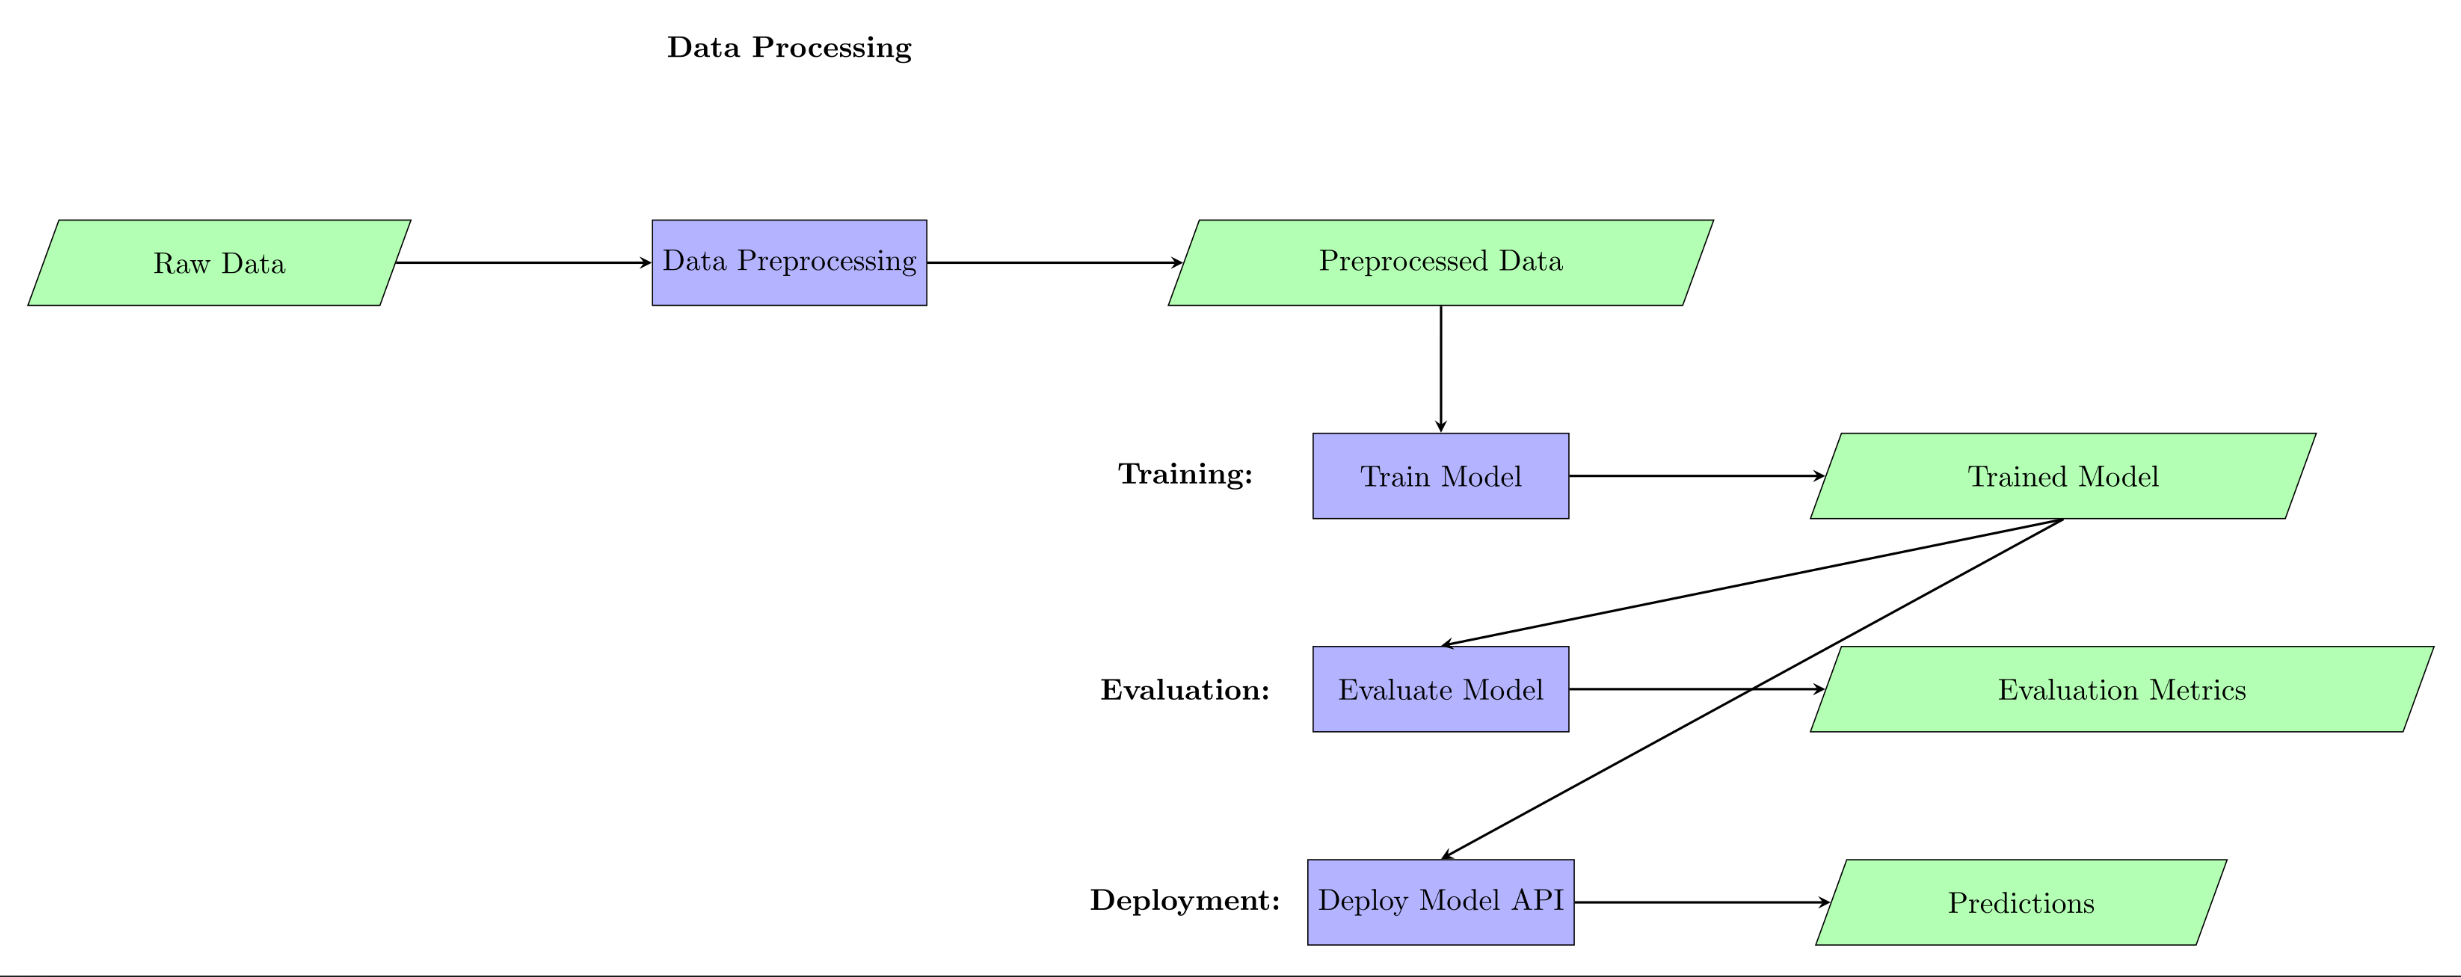 Data Processing
Raw Data
Data Preprocessing
Preprocessed Data
Training:
Train Model
Trained Model
Evaluation:
Evaluate Model
Evaluation Metrics
Deployment:
Deploy Model API
Predictions